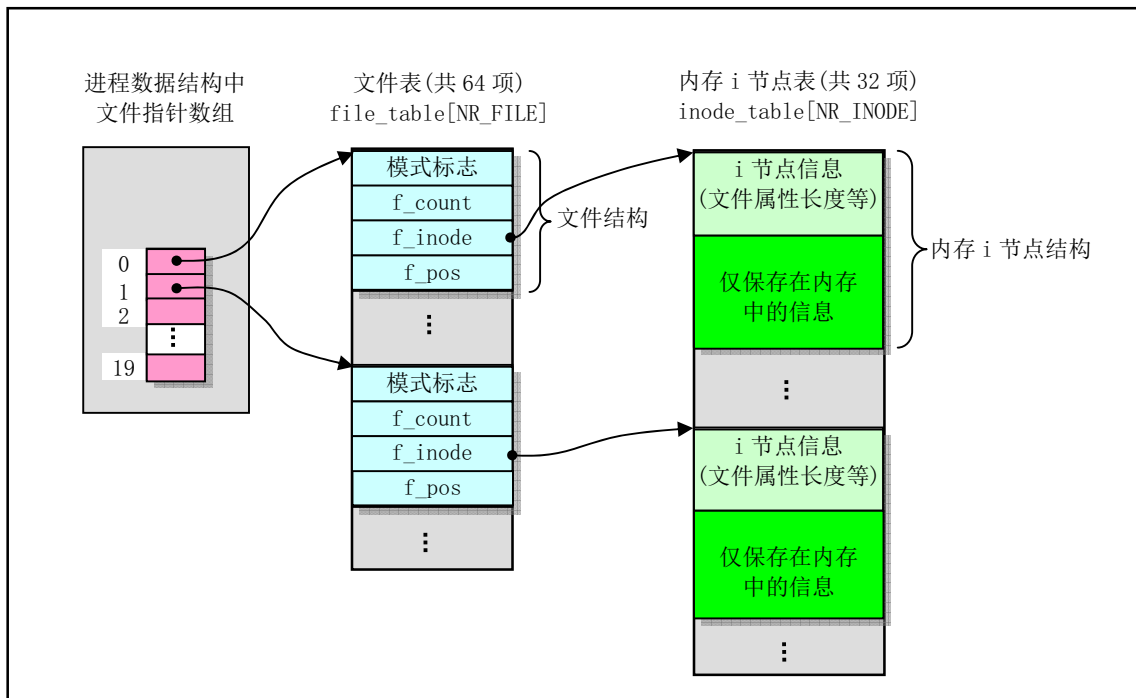 进程数据结构中
文件指针数组
0
1
2
⋮
19
文件表(共 64 项)
file_table[NR_FILE]
模式标志
f_count
f_inode
f_pos
文件结构
⋮
模式标志
f_count
f_inode
f_pos
⋮
内存 i 节点表(共 32 项)
inode_table[NR_INODE]
i 节点信息
(文件属性长度等)
仅保存在内存
中的信息
内存 i 节点结构
⋮
i 节点信息
(文件属性长度等)
仅保存在内存
中的信息
⋮